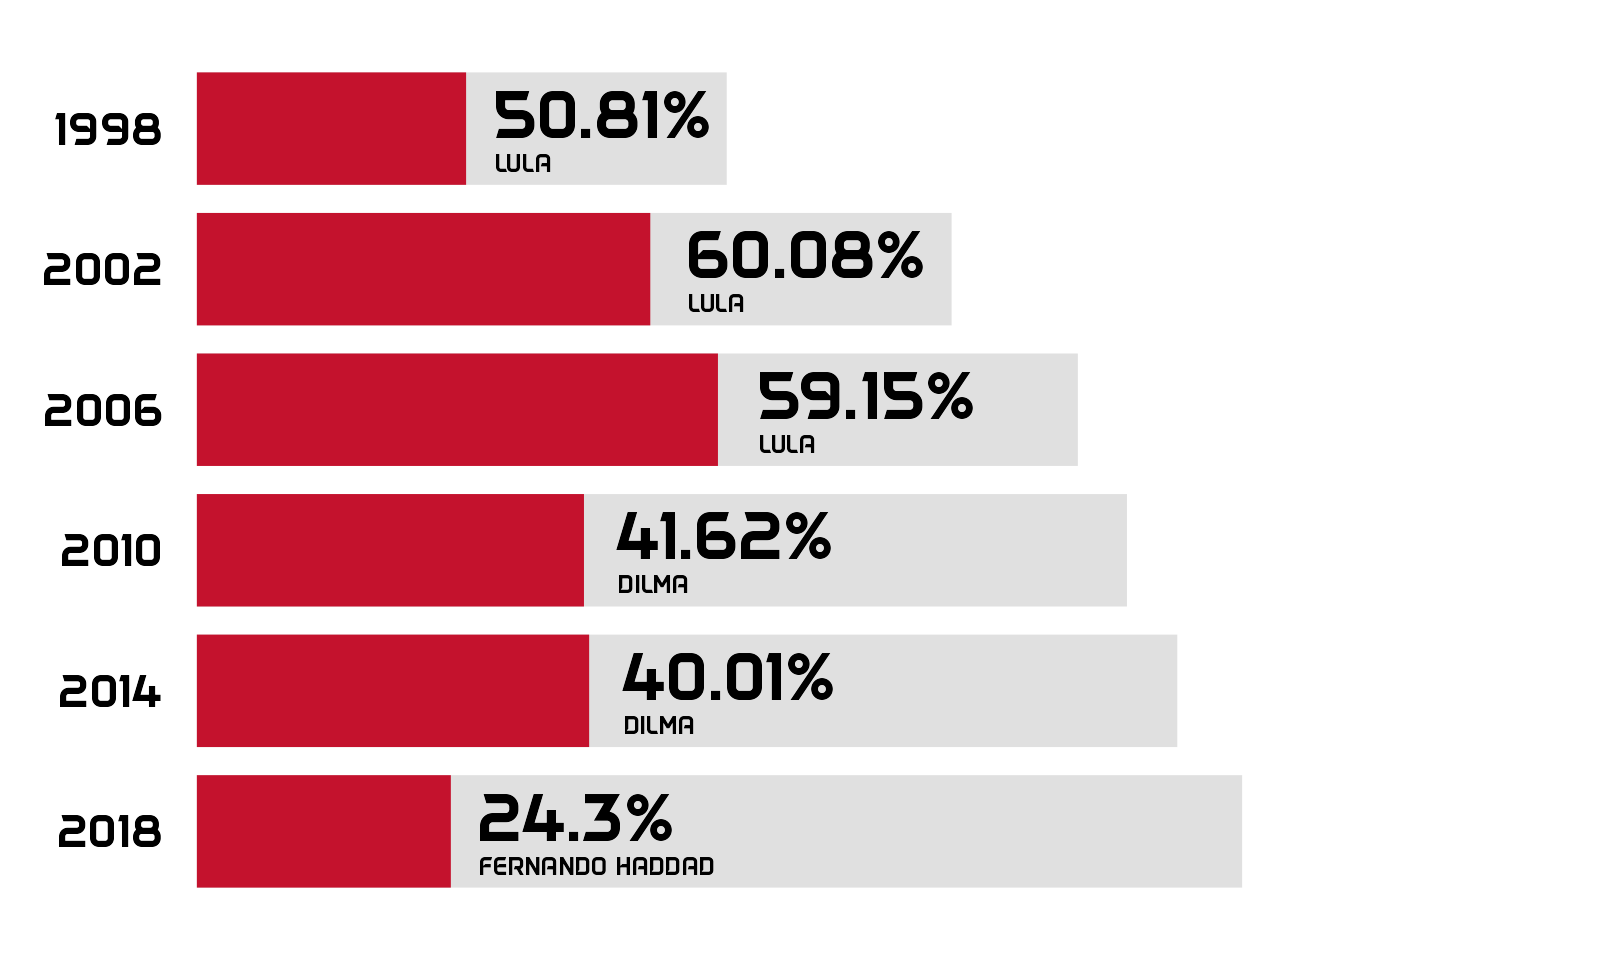 1998
50.81%
LULA
2002
60.08%
LULA
2006
59.15%
LULA
2010
41.62%
DILMA
2014
40.01%
DILMA
2018
24.3%
FERNANDO HADDAD